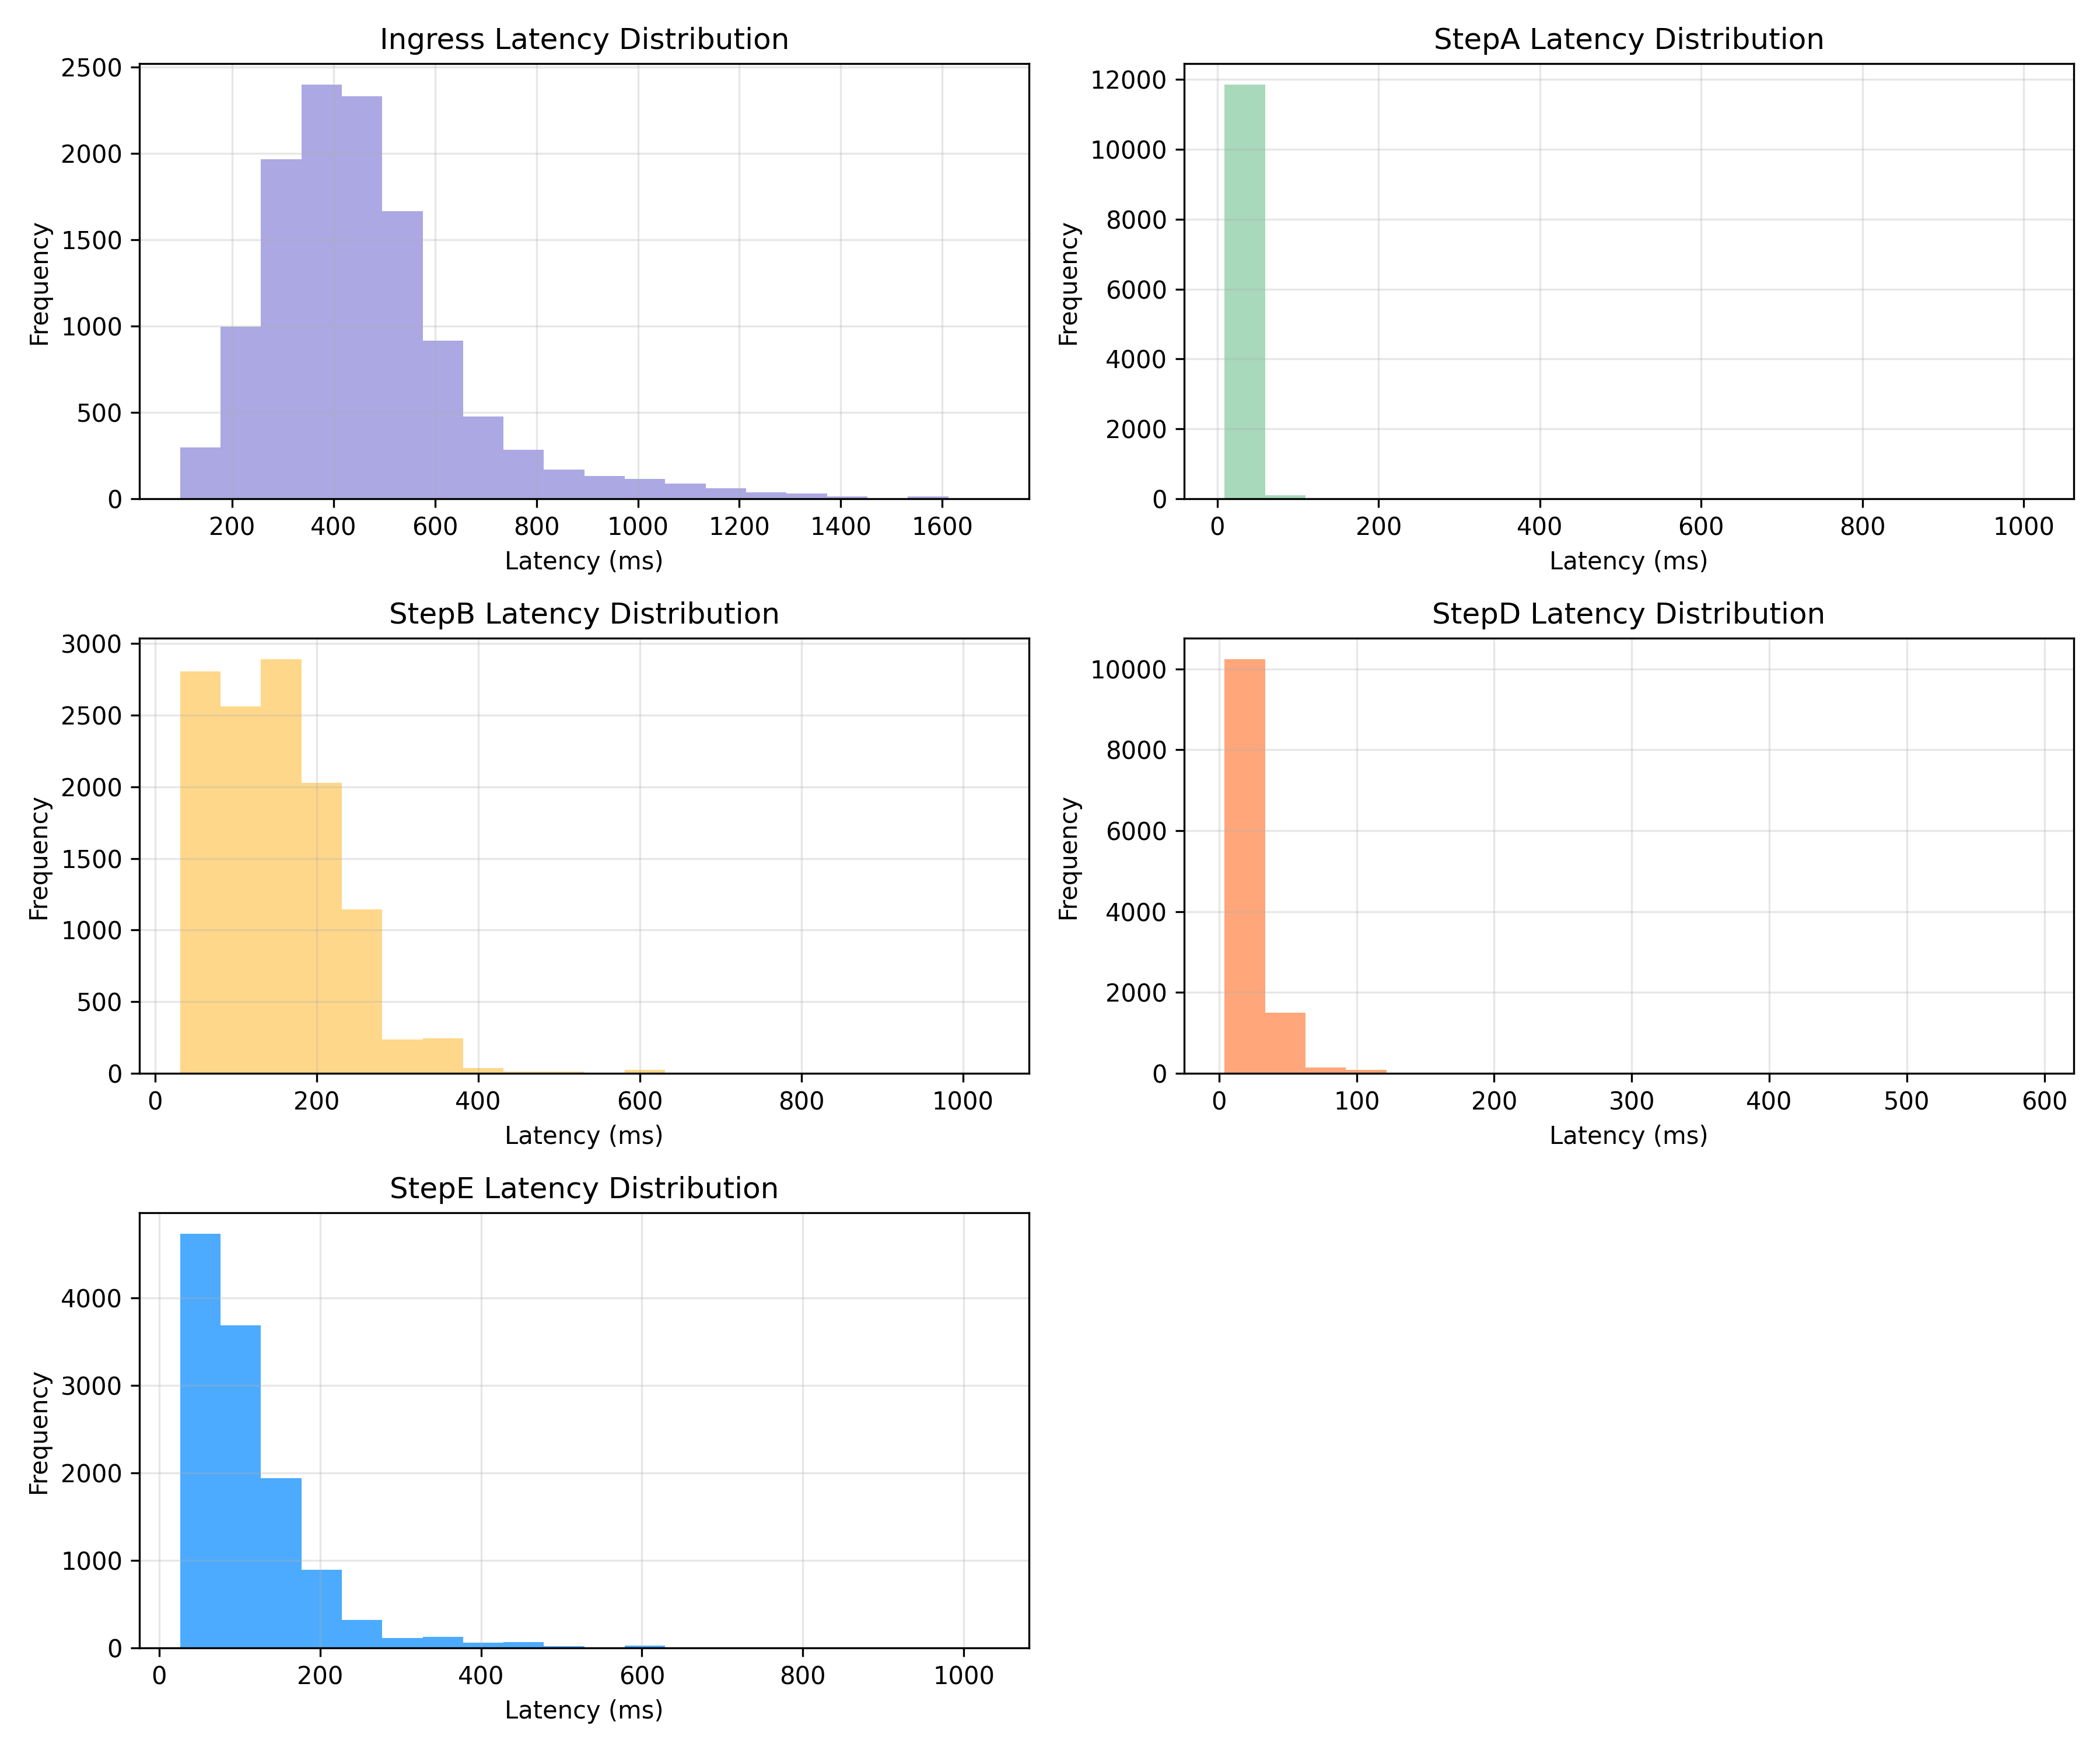 Ingress Latency Distribution
Frequency
2500
2000
1500
1000
500
0
200 400 600 800 1000 1200 1400 1600
Latency (ms)
StepA Latency Distribution
Frequency
12000
10000
8000
6000
4000
2000
0
0 200 400 600 800 1000
Latency (ms)
StepB Latency Distribution
Frequency
3000
2500
2000
1500
1000
500
0
0 200 400 600 800 1000
Latency (ms)
StepD Latency Distribution
Frequency
10000
8000
6000
4000
2000
0
0 100 200 300 400 500 600
Latency (ms)
StepE Latency Distribution
Frequency
4000
3000
2000
1000
0
0 200 400 600 800 1000
Latency (ms)